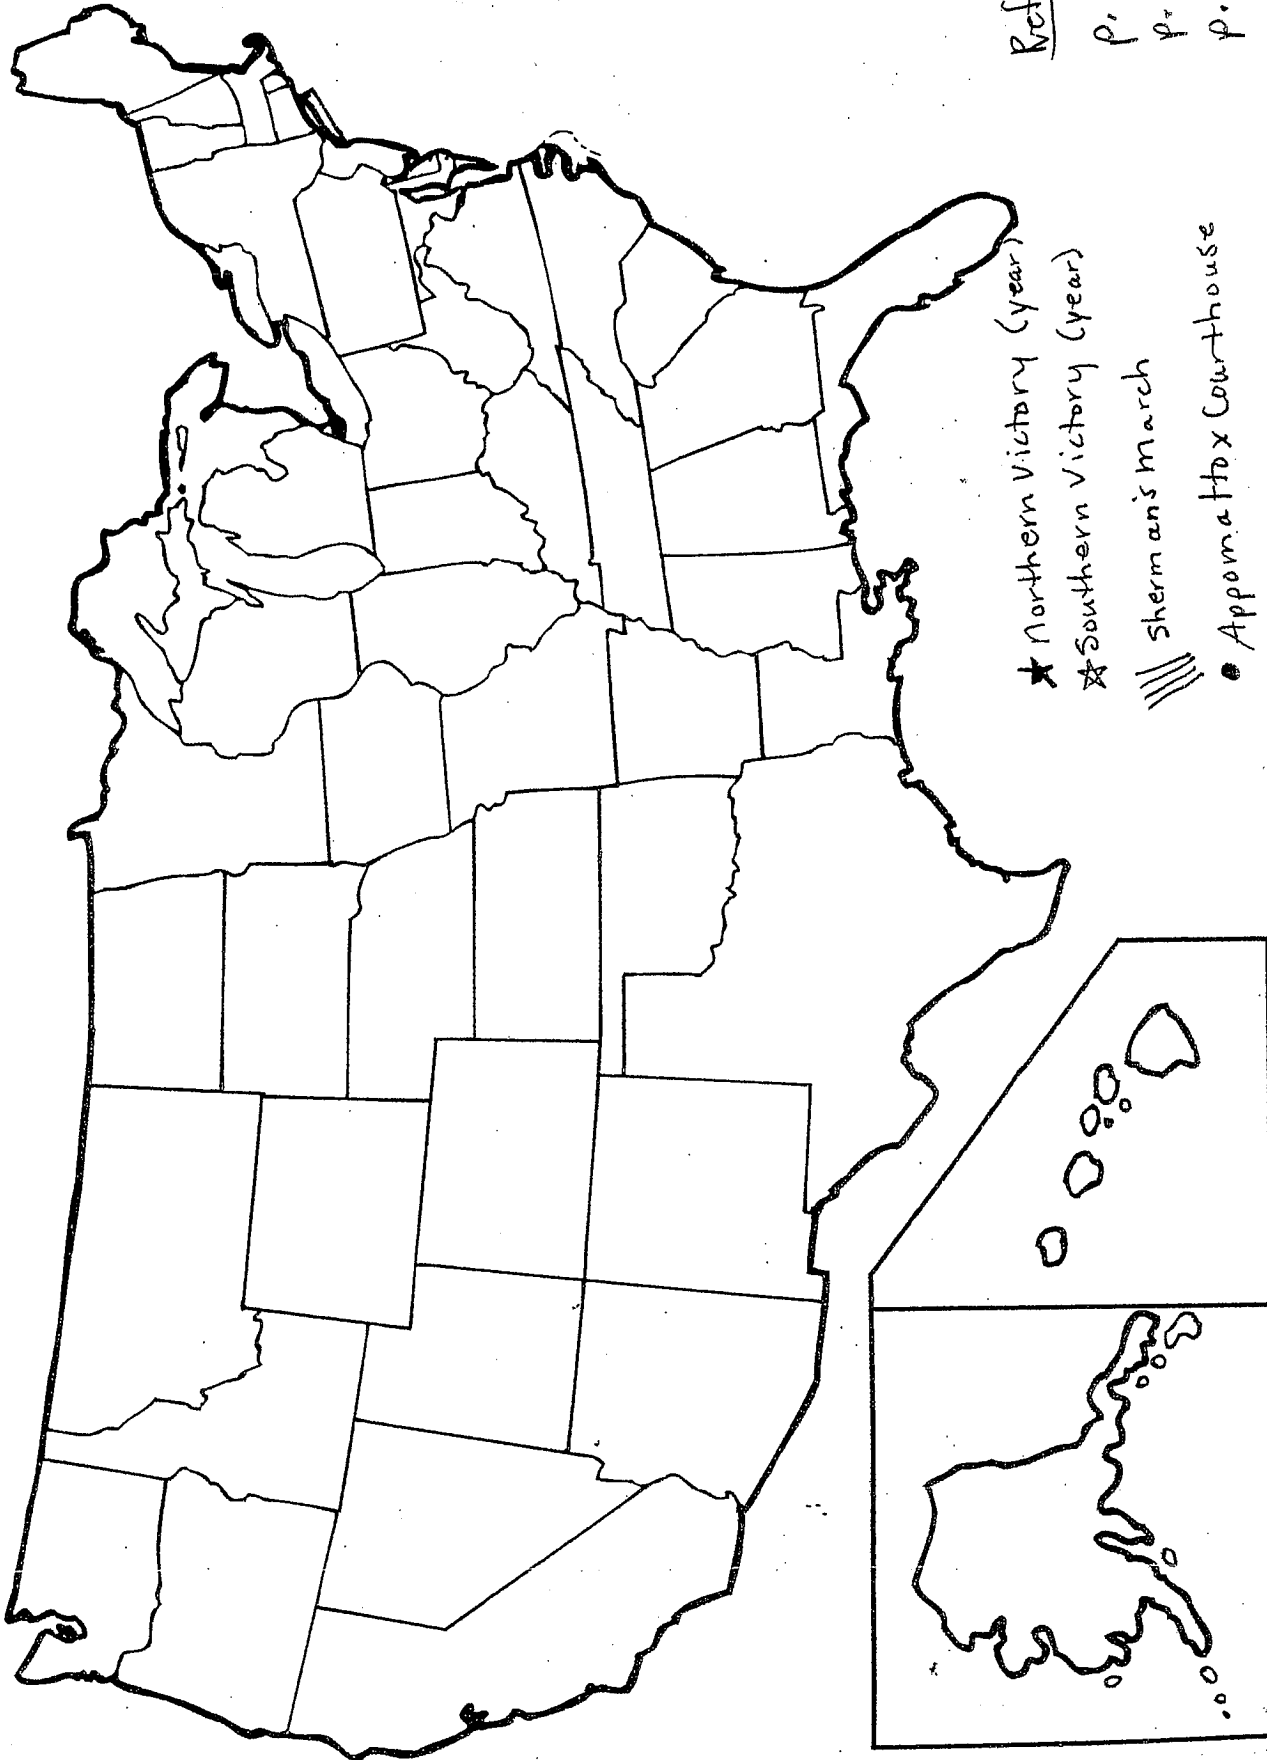 ★ Northern Victory (year)
☆ Southern Victory (year)
Sherman's March
• Appomattox Courthouse
Ref
p.
p.
p.